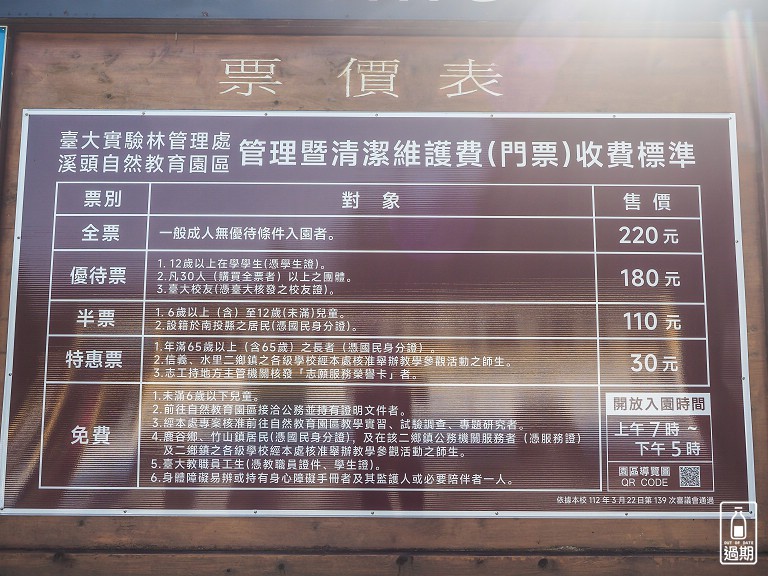 票價表
臺大實驗林管理處
溪頭自然教育園區
管理暨清潔維護費(門票)收費標準
票別 對象 售價
全票 一般成人無優待條件入園者。 220元
優待票
1. 12歲以上在學學生(憑學生證)。
2.凡30人（購買全票者）以上之團體。
3.臺大校友(憑臺大核發之校友證)。
180元
半票
1. 6歲以上（含）至12歲(未滿)兒童。
2.設籍於南投縣之居民(憑國民身分證)。
110元
特惠票
1.年滿65歲以上（含65歲）之長者（憑國民身分證）。
2.信義、水里二鄉鎮之各級學校經本處核准舉辦教學參觀活動之師生。
3.志工持地方主管機關核發「志願服務榮譽卡」者。
30元
免費
1.未滿6歲以下兒童。
2.前往自然教育園區接洽公務並持有證明文件者。
3.經本處專案核准前往自然教育園區教學實習、試驗調查、專題研究者。
4.鹿谷鄉、竹山鎮居民(憑國民身分證)，及在該二鄉鎮公務機關服務者（憑服務證）
及二鄉鎮之各級學校經本處核准舉辦教學參觀活動之師生。
5.臺大教職員工生(憑教職員證件、學生證)。
6.身體障礙易辨或持有身心障礙手冊者及其監護人或必要陪伴者一人。
開放入園時間
上午7時~
下午5時
園區導覽圖
QR CODE
依據本校112年3月22日第139次審議會通過
OUT OF DATE
過期